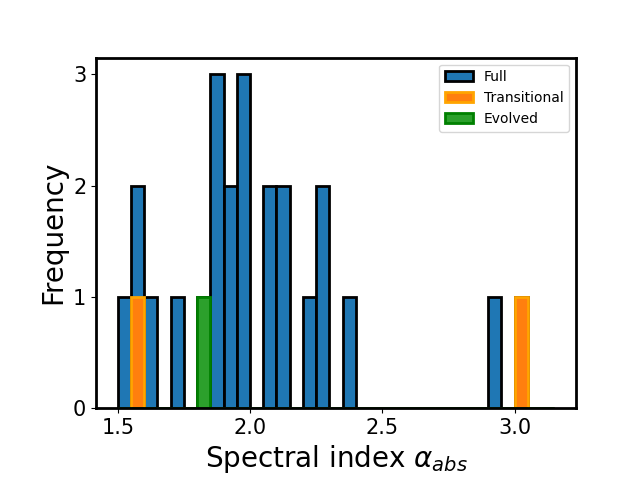 Full
Transitional
Evolved
Frequency
3
2
1
0
1.5 2.0 2.5 3.0
Spectral index α_abs